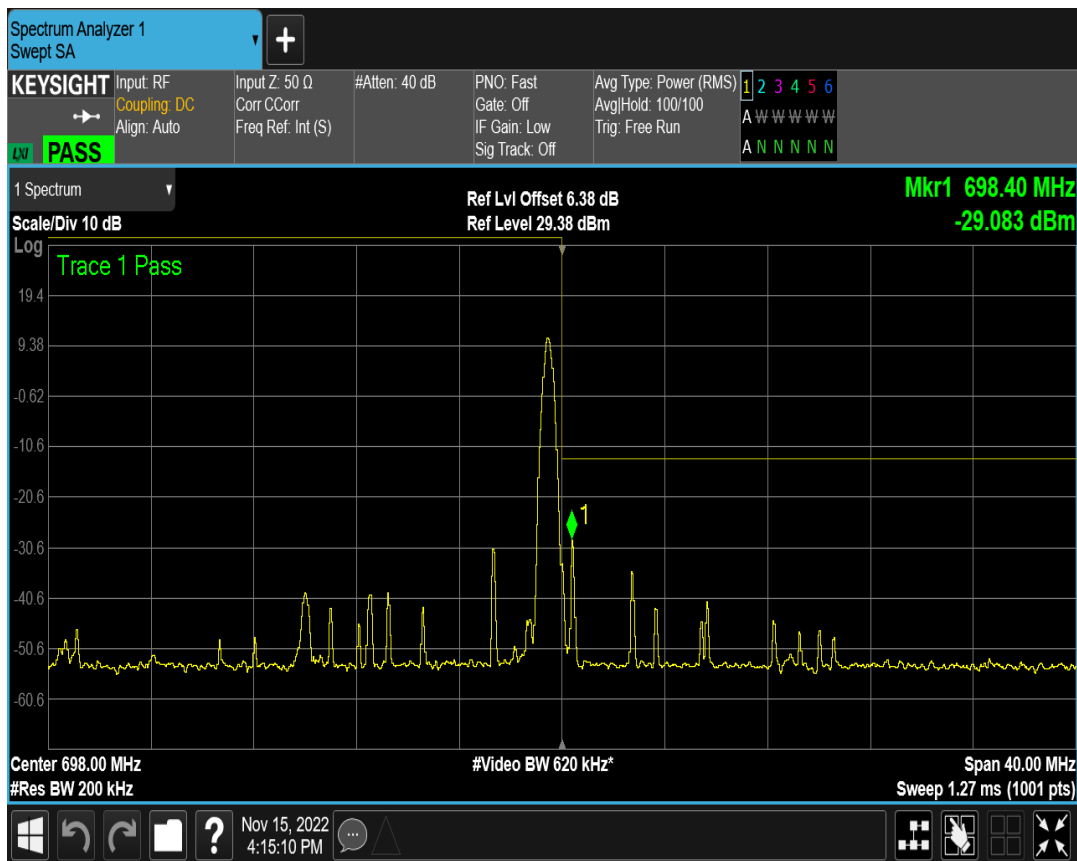 Spectrum Analyzer 1
Swept SA
+
KEYSIGHT
LXI PASS
Input: RF
Coupling: DC
Align: Auto
Input Z: 50 Ω
Corr CCorr
Freq Ref: Int (S)
#Atten: 40 dB
PNO: Fast
Gate: Off
IF Gain: Low
Sig Track: Off
Avg Type: Power (RMS)
Avg|Hold: 100/100
Trig: Free Run
1 2 3 4 5 6
A W W W W W
A N N N N N
1 Spectrum
Scale/Div 10 dB
Ref Lvl Offset 6.38 dB
Ref Level 29.38 dBm
Mkr1 698.40 MHz
-29.083 dBm
Log
Trace 1 Pass
19.4
9.38
-0.62
-10.6
-20.6
-30.6
-40.6
-50.6
-60.6
1
Center 698.00 MHz
#Res BW 200 kHz
#Video BW 620 kHz*
Span 40.00 MHz
Sweep 1.27 ms (1001 pts)
?
Nov 15, 2022
4:15:10 PM